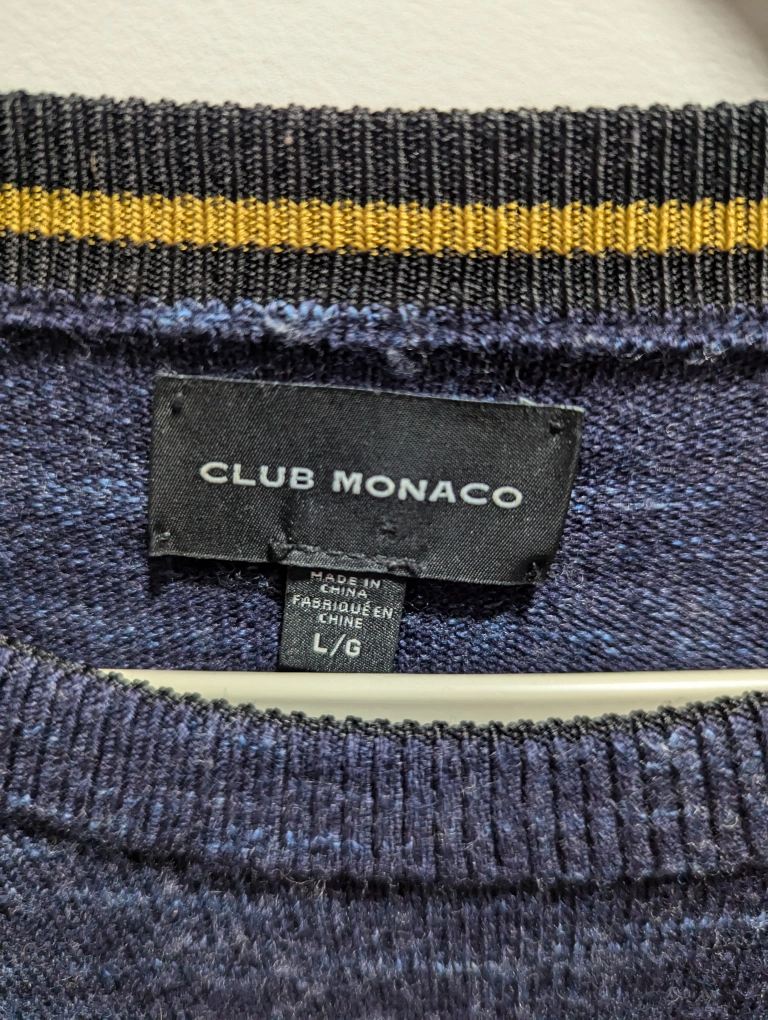 CLUB MONACO
MADE IN
CHINA
FABRIQUÉ EN
CHINE
L/G